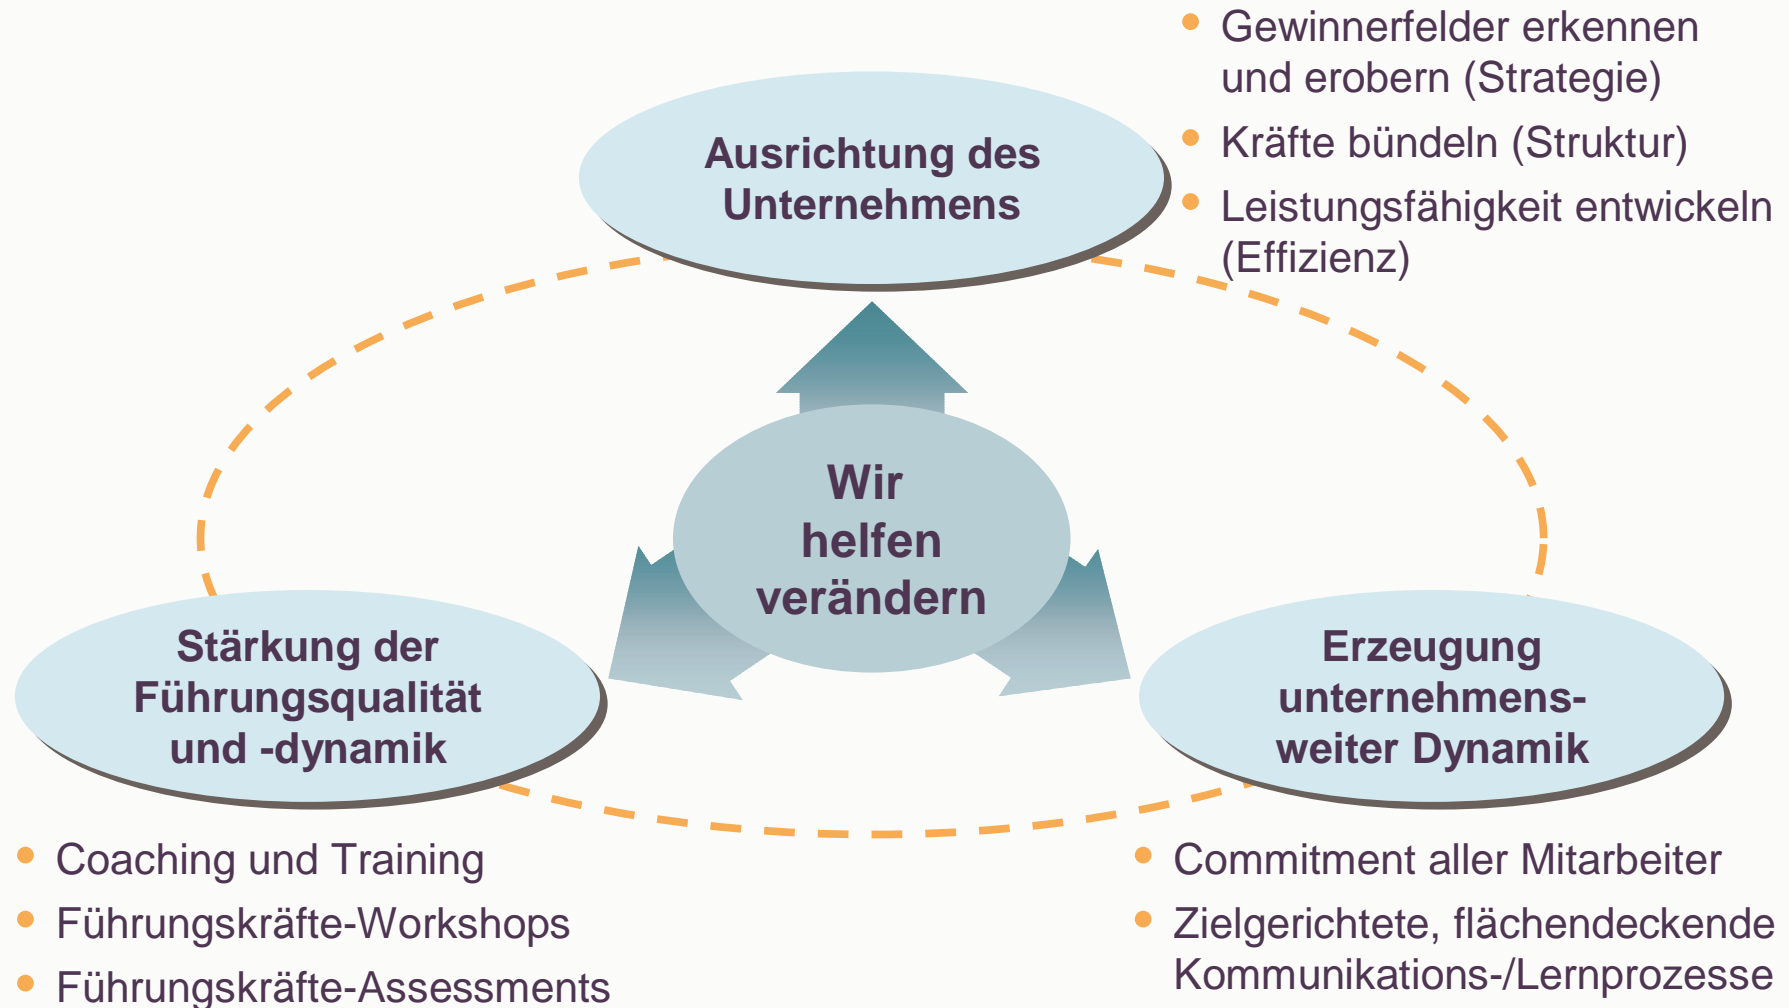 Gewinnerfelder erkennen
und erobern (Strategie)
Kräfte bündeln (Struktur)
Leistungsfähigkeit entwickeln
(Effizienz)
Ausrichtung des
Unternehmens
Wir
helfen
verändern
Stärkung der
Führungsqualität
und -dynamik
Erzeugung
unternehmens-
weiter Dynamik
Coaching und Training
Führungskräfte-Workshops
Führungskräfte-Assessments
Commitment aller Mitarbeiter
Zielgerichtete, flächendeckende
Kommunikations-/Lernprozesse